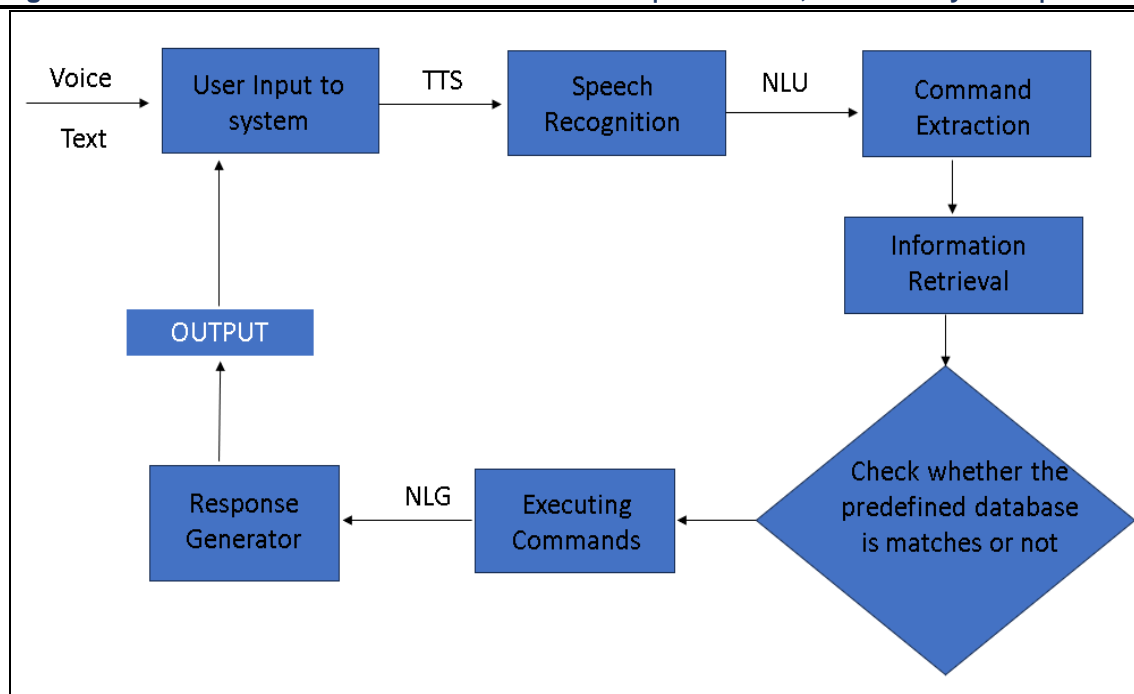 Voice
Text
User Input to
system
TTS
Speech
Recognition
NLU
Command
Extraction
Information
Retrieval
Check whether the
predefined database
is matches or not
Executing
Commands
NLG
Response
Generator
OUTPUT